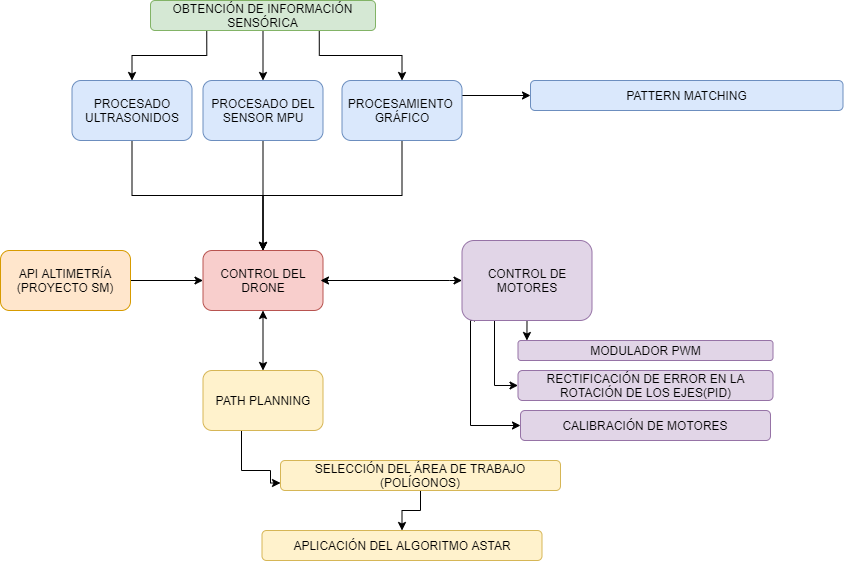 OBTENCIÓN DE INFORMACIÓN
SENSÓRICA
PROCESADO
ULTRASONIDOS
PROCESADO DEL
SENSOR MPU
PROCESAMIENTO
GRÁFICO
PATTERN MATCHING
API ALTIMETRÍA
(PROYECTO SM)
CONTROL DEL
DRONE
CONTROL DE
MOTORES
MODULADOR PWM
RECTIFICACIÓN DE ERROR EN LA
ROTACIÓN DE LOS EJES(PID)
CALIBRACIÓN DE MOTORES
PATH PLANNING
SELECCIÓN DEL ÁREA DE TRABAJO
(POLÍGONOS)
APLICACIÓN DEL ALGORITMO ASTAR